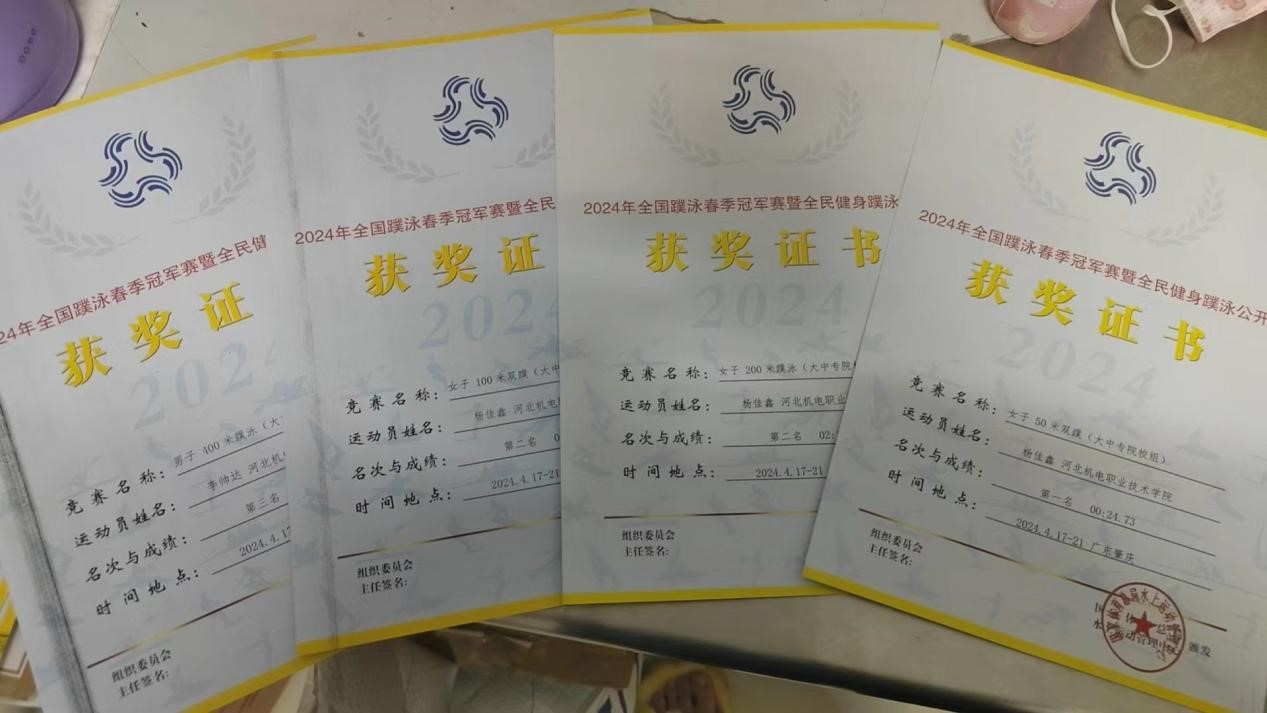 24年全国蹼泳春季冠军赛暨全民健
获奖证
2024
竞赛名称：男子 400 米蹼泳（大
运动员姓名：李帅达 河北机
名次与成绩：第三名
时间地点：2024.4.17
组织委员会
主任签名:
2024年全国蹼泳春季冠军赛暨全民
获奖证
2024
竞赛名称：女子 100 米双蹼（大中
运动员姓名：杨佳鑫 河北机电
名次与成绩：第二名 0
时间地点：2024.4.17-21
组织委员会
主任签名:
2024年全国蹼泳春季冠军赛暨全民健身蹼泳
获奖证书
2024
竞赛名称：女子 200 米蹼泳（大中专院
运动员姓名：杨佳鑫 河北机电职业
名次与成绩：第二名 02:
时间地点：2024.4.17-21
组织委员会
主任签名:
2024年全国蹼泳春季冠军赛暨全民健身蹼泳公开
获奖证书
2024
竞赛名称：女子 50 米双蹼（大中专院校组）
运动员姓名：杨佳鑫 河北机电职业技术学院
名次与成绩：第一名 00:24.73
时间地点：2024.4.17-21 广东肇庆
组织委员会
主任签名:
颁发